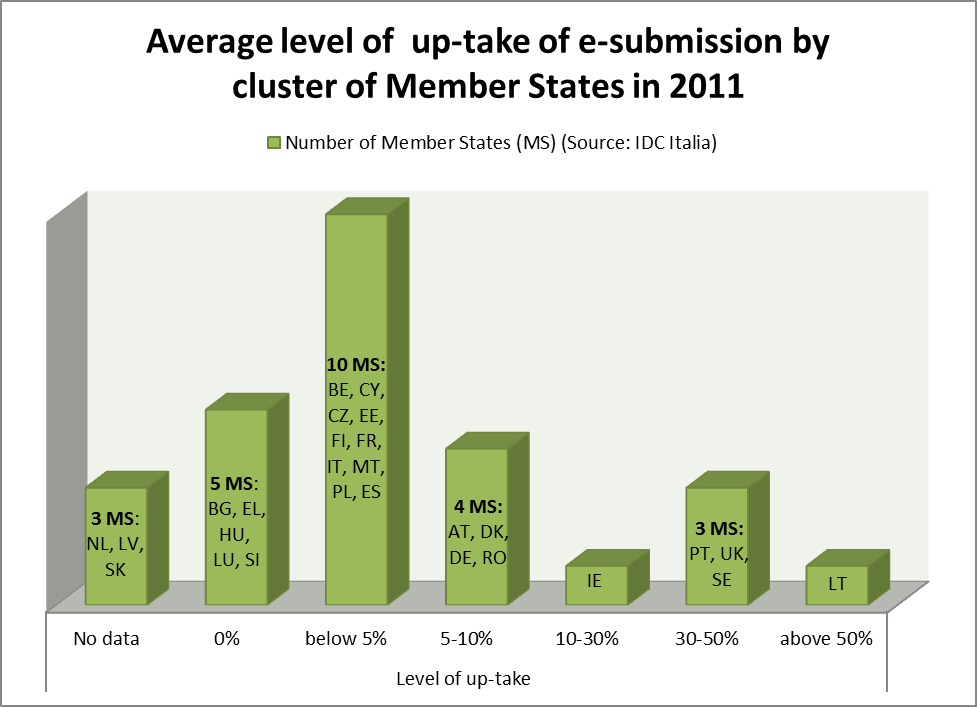 Average level of  up-take of e-submission by
cluster of Member States in 2011
Number of Member States (MS) (Source: IDC Italia)
3 MS:
NL, LV,
SK
5 MS:
BG, EL,
HU,
LU, SI
10 MS:
BE, CY,
CZ, EE,
FI, FR,
IT, MT,
PL, ES
4 MS:
AT, DK,
DE, RO
IE
3 MS:
PT, UK,
SE
LT
No data
0%
below 5%
5-10%
10-30%
30-50%
above 50%
Level of up-take